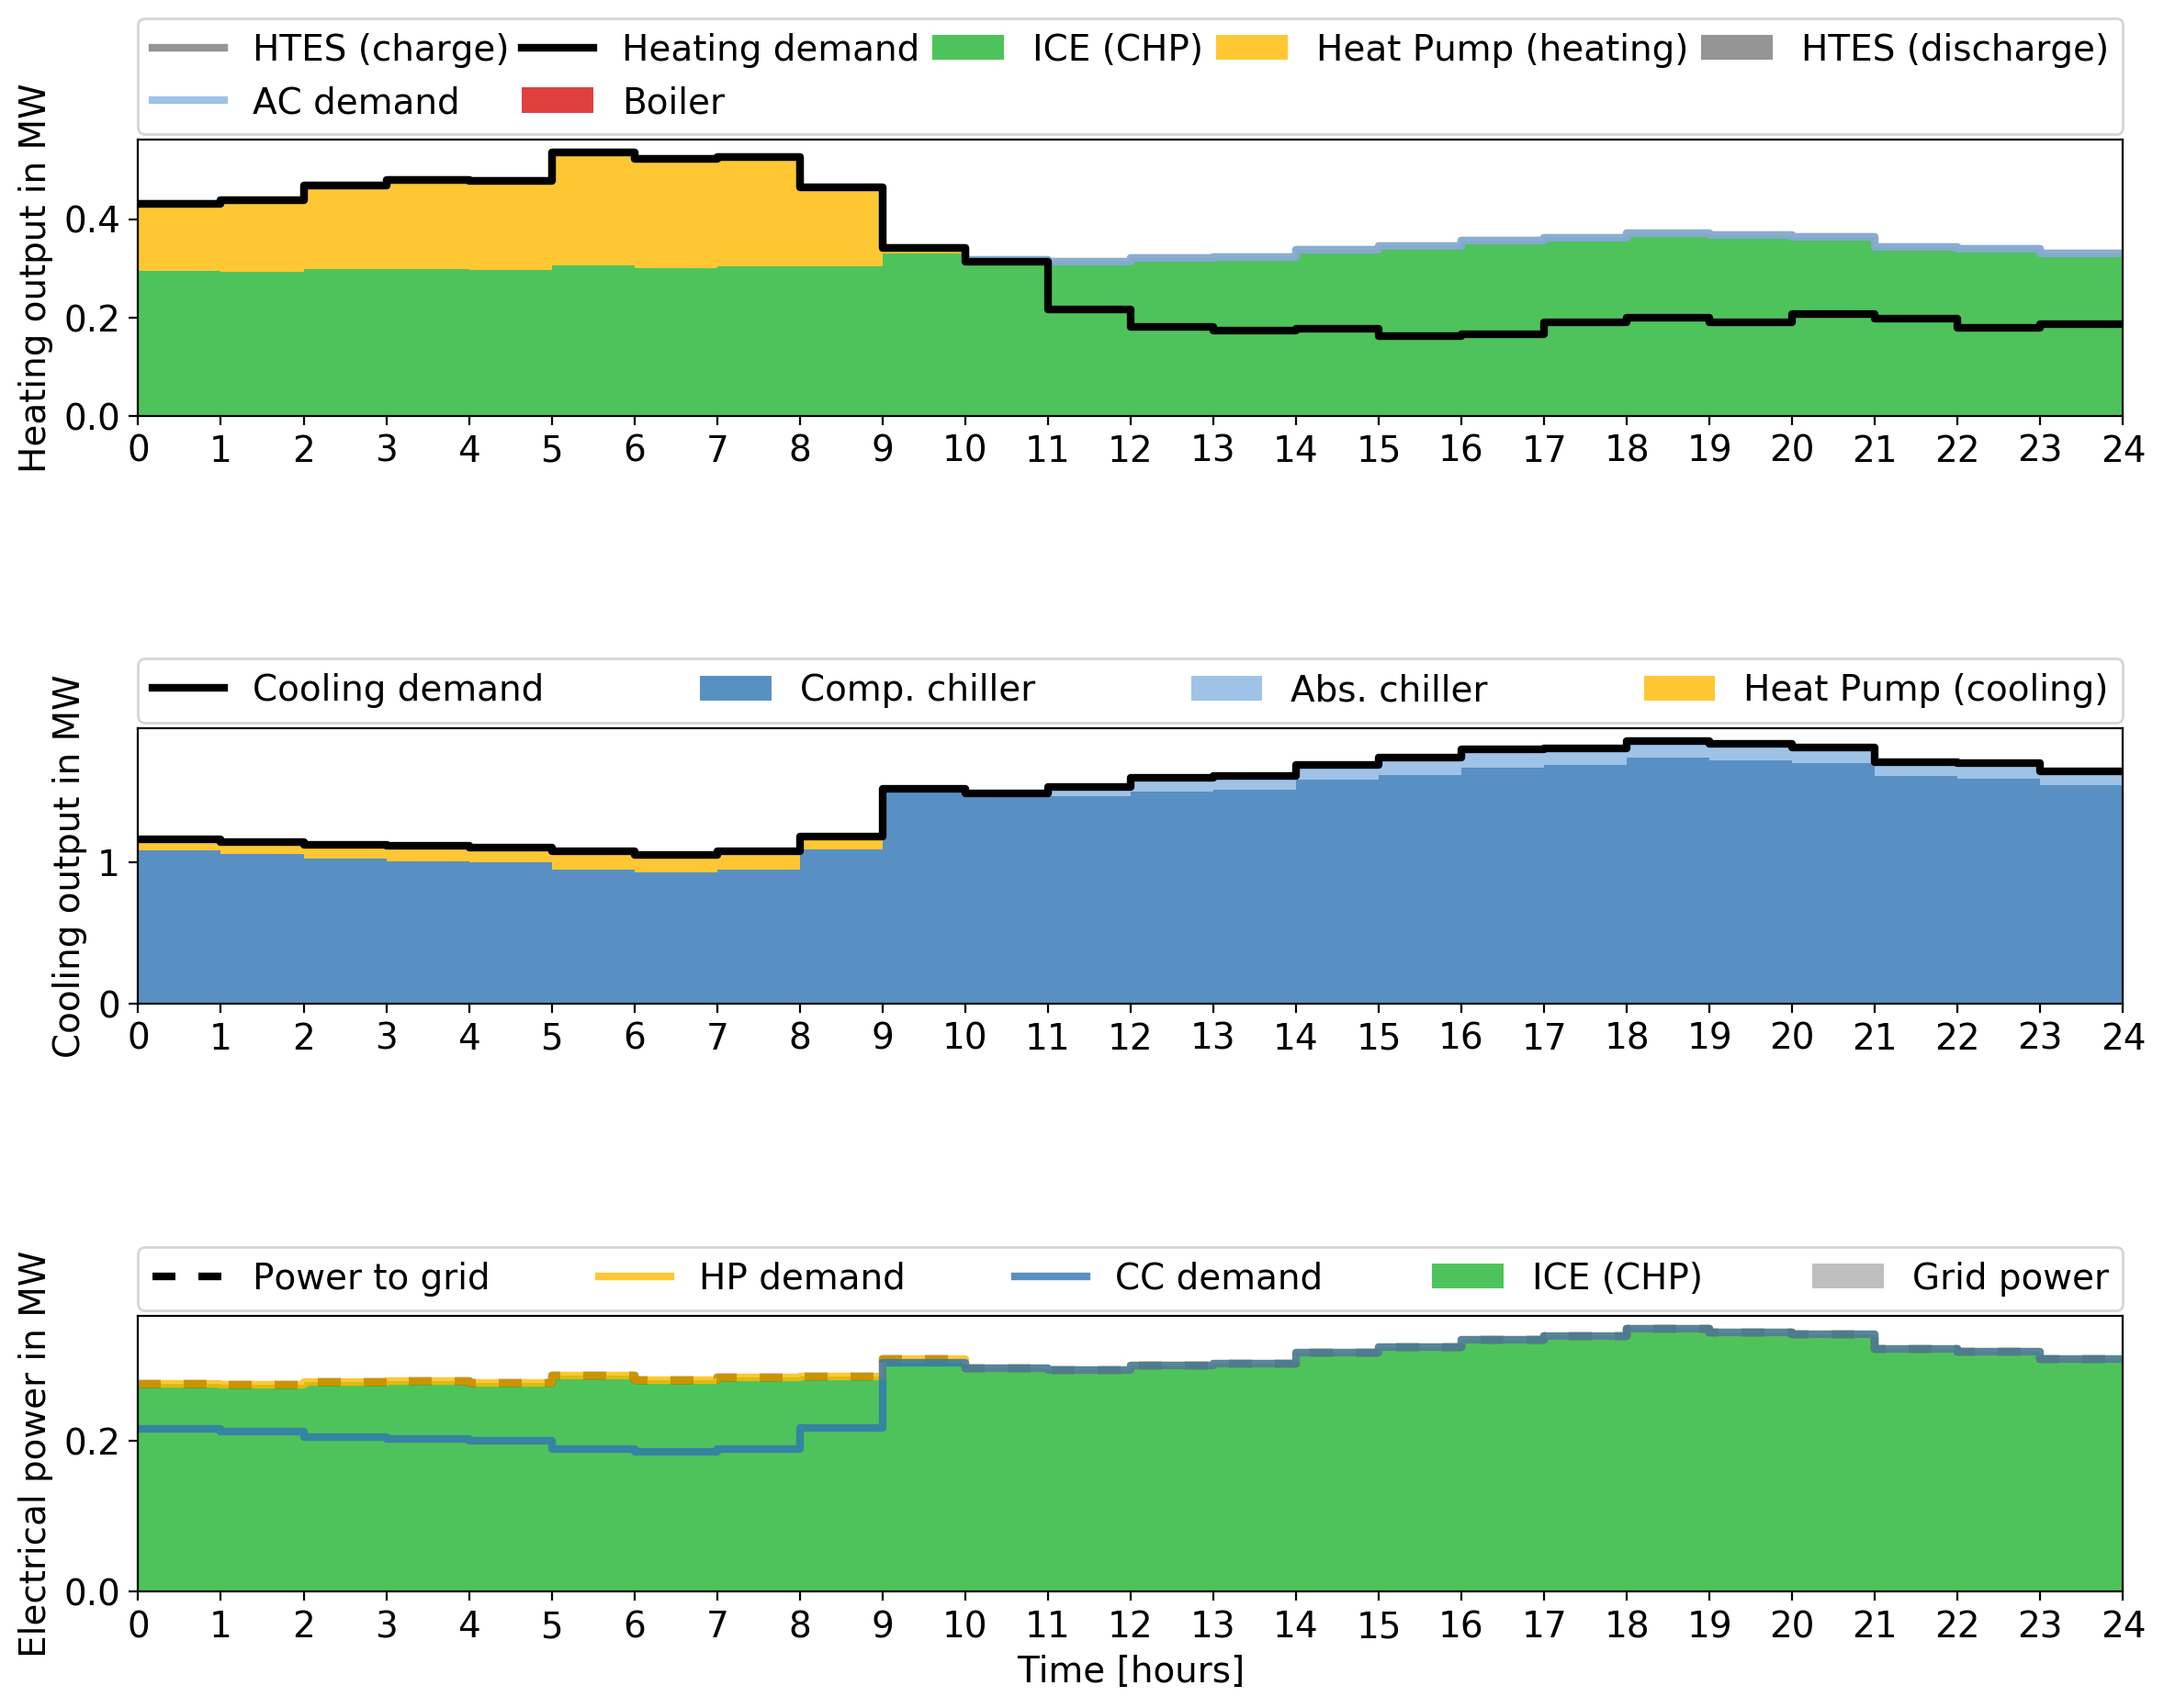 HTES (charge) Heating demand ICE (CHP) Heat Pump (heating) HTES (discharge)
AC demand Boiler
Heating output in MW
0.4
0.2
0.0
0 1 2 3 4 5 6 7 8 9 10 11 12 13 14 15 16 17 18 19 20 21 22 23 24
Cooling demand Comp. chiller Abs. chiller Heat Pump (cooling)
Cooling output in MW
1
0
0 1 2 3 4 5 6 7 8 9 10 11 12 13 14 15 16 17 18 19 20 21 22 23 24
Power to grid HP demand CC demand ICE (CHP) Grid power
Electrical power in MW
0.2
0.0
0 1 2 3 4 5 6 7 8 9 10 11 12 13 14 15 16 17 18 19 20 21 22 23 24
Time [hours]